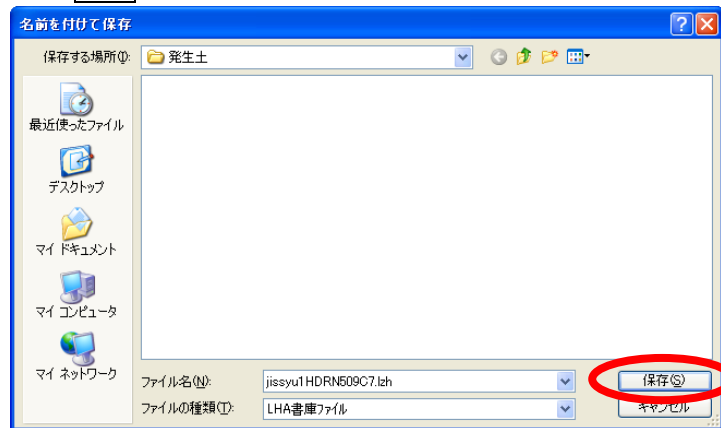 名前を付けて保存
保存する場所(I):
発生土
最近使ったファイル
デスクトップ
マイ ドキュメント
マイ コンピュータ
マイ ネットワーク
ファイル名(N):
jissyu1HDRN509C7.lzh
保存(S)
ファイルの種類(T):
LHA書庫ファイル
キャンセル